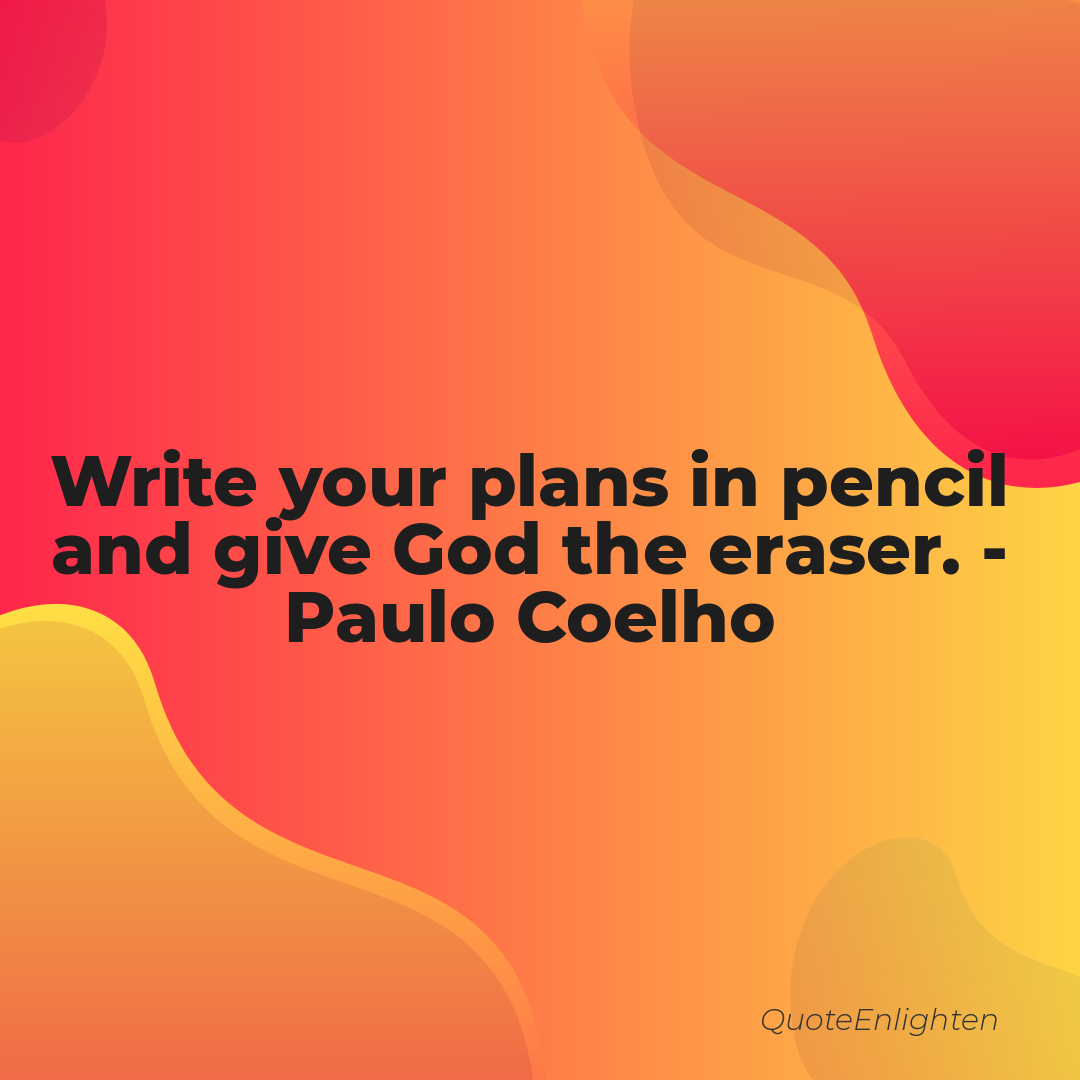 Write your plans in pencil
and give God the eraser. -
Paulo Coelho
QuoteEnlighten